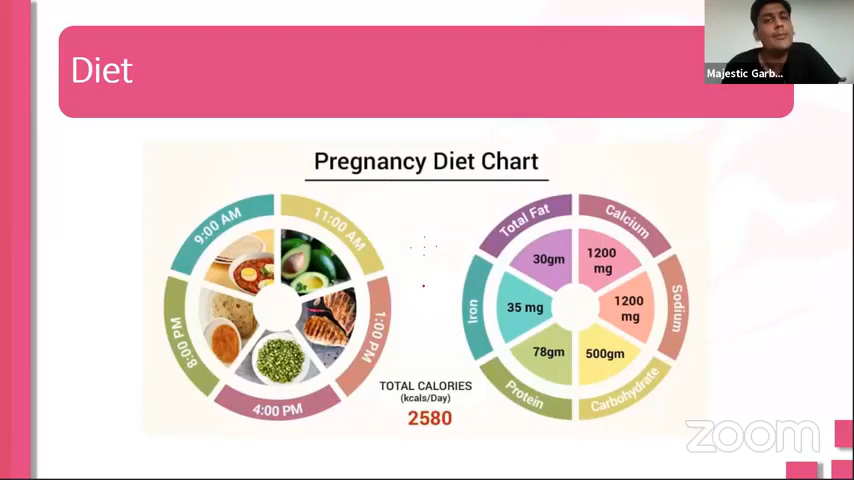 Diet
Majestic Garb...
Pregnancy Diet Chart
9:00 AM
11:00 AM
1:00 PM
4:00 PM
8:00 PM
TOTAL CALORIES
(kcals/Day)
2580
Total Fat
30gm
Calcium
1200
mg
Sodium
1200
mg
Carbohydrate
500gm
Protein
78gm
Iron
35 mg
zoom